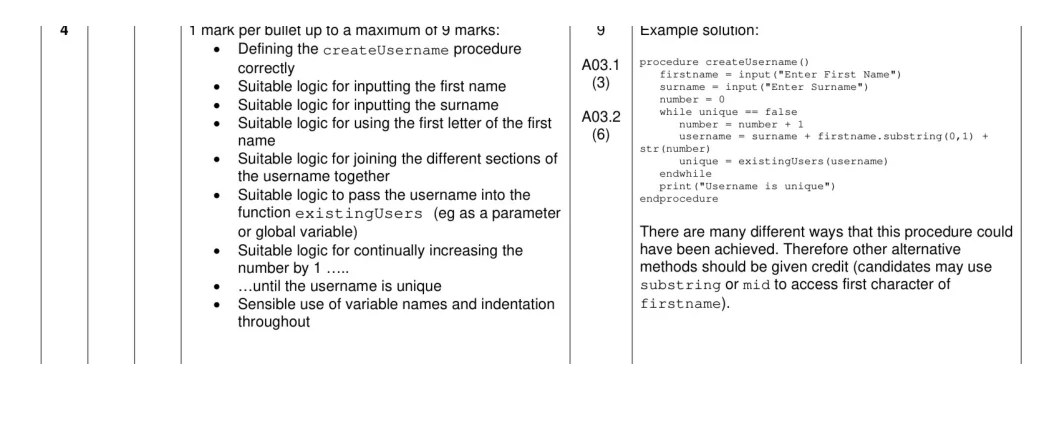 4
1 mark per bullet up to a maximum of 9 marks:
• Defining the createUsername procedure
correctly
• Suitable logic for inputting the first name
• Suitable logic for inputting the surname
• Suitable logic for using the first letter of the first
name
• Suitable logic for joining the different sections of
the username together
• Suitable logic to pass the username into the
function existingUsers (eg as a parameter
or global variable)
• Suitable logic for continually increasing the
number by 1 …..
• …until the username is unique
• Sensible use of variable names and indentation
throughout
9
A03.1
(3)
A03.2
(6)
Example solution:
procedure createUsername()
firstname = input("Enter First Name")
surname = input("Enter Surname")
number = 0
while unique == false
number = number + 1
username = surname + firstname.substring(0,1) +
str(number)
unique = existingUsers(username)
endwhile
print("Username is unique")
endprocedure
There are many different ways that this procedure could
have been achieved. Therefore other alternative
methods should be given credit (candidates may use
substring or mid to access first character of
firstname).